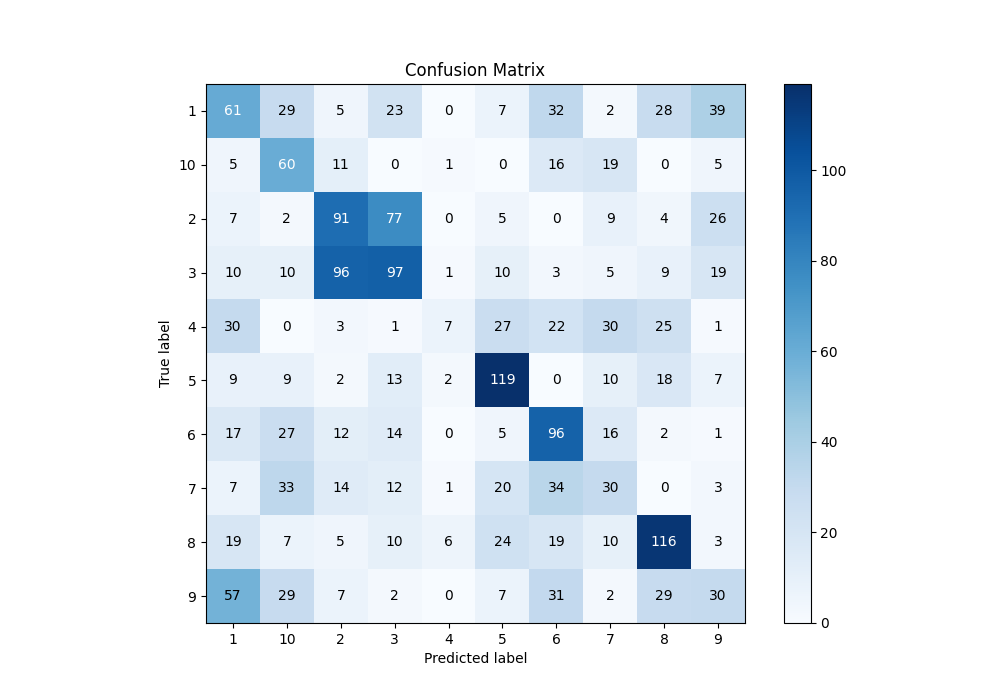 Confusion Matrix
1 61 29 5 23 0 7 32 2 28 39
10 5 60 11 0 1 0 16 19 0 5
2 7 2 91 77 0 5 0 9 4 26
3 10 10 96 97 1 10 3 5 9 19
4 30 0 3 1 7 27 22 30 25 1
5 9 9 2 13 2 119 0 10 18 7
6 17 27 12 14 0 5 96 16 2 1
7 7 33 14 12 1 20 34 30 0 3
8 19 7 5 10 6 24 19 10 116 3
9 57 29 7 2 0 7 31 2 29 30
1 10 2 3 4 5 6 7 8 9
Predicted label
True label
100
80
60
40
20
0